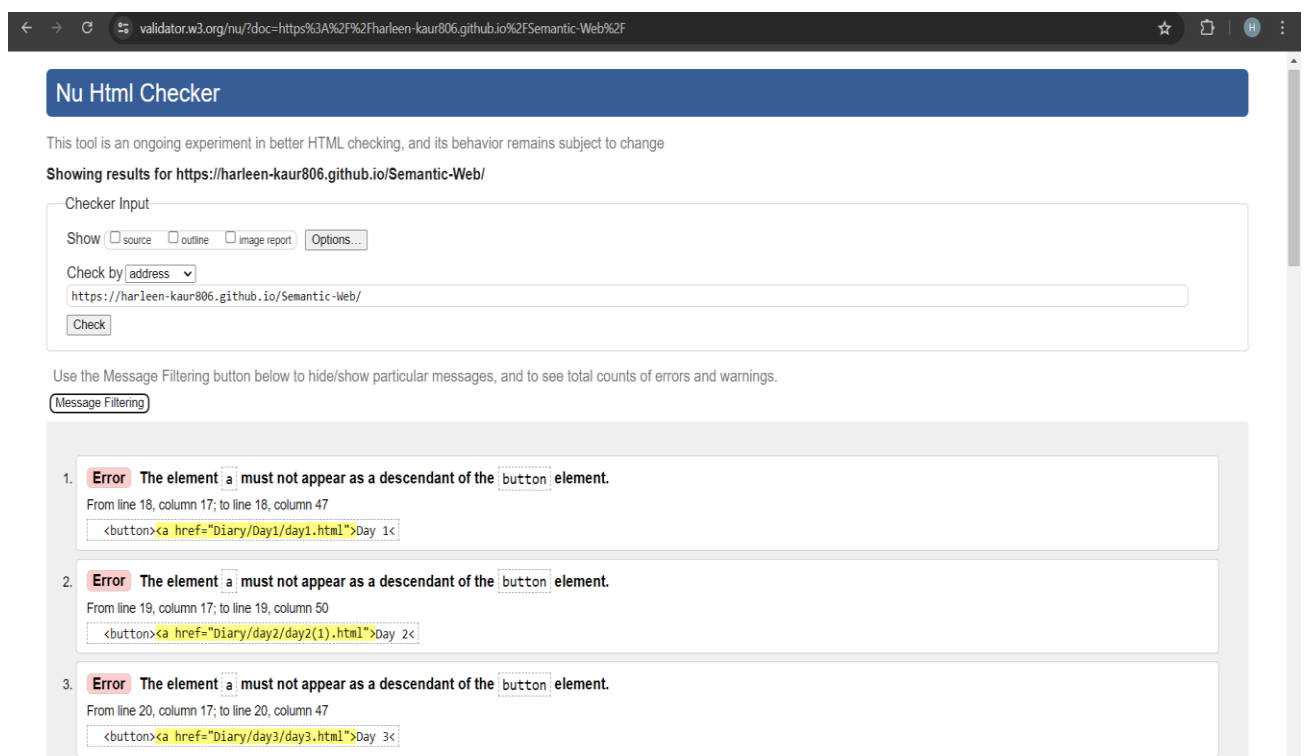 validator.w3.org/nu/?doc=https%3A%2F%2Fharleen-kaur806.github.io%2FSemantic-Web%2F
H
Nu Html Checker
This tool is an ongoing experiment in better HTML checking, and its behavior remains subject to change
Showing results for https://harleen-kaur806.github.io/Semantic-Web/
Checker Input
Show source outline image report Options...
Check by address
https://harleen-kaur806.github.io/Semantic-Web/
Check
Use the Message Filtering button below to hide/show particular messages, and to see total counts of errors and warnings.
Message Filtering
1. Error The element a must not appear as a descendant of the button element.
From line 18, column 17; to line 18, column 47
<button><a href="Diary/Day1/day1.html">Day 1<
2. Error The element a must not appear as a descendant of the button element.
From line 19, column 17; to line 19, column 50
<button><a href="Diary/day2/day2(1).html">Day 2<
3. Error The element a must not appear as a descendant of the button element.
From line 20, column 17; to line 20, column 47
<button><a href="Diary/day3/day3.html">Day 3<